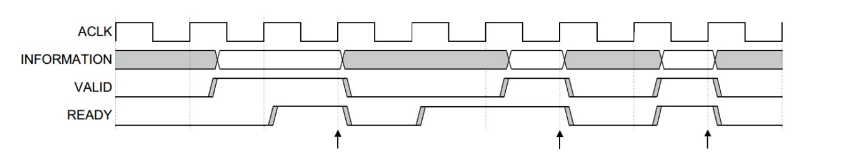 ACLK
INFORMATION
VALID
READY